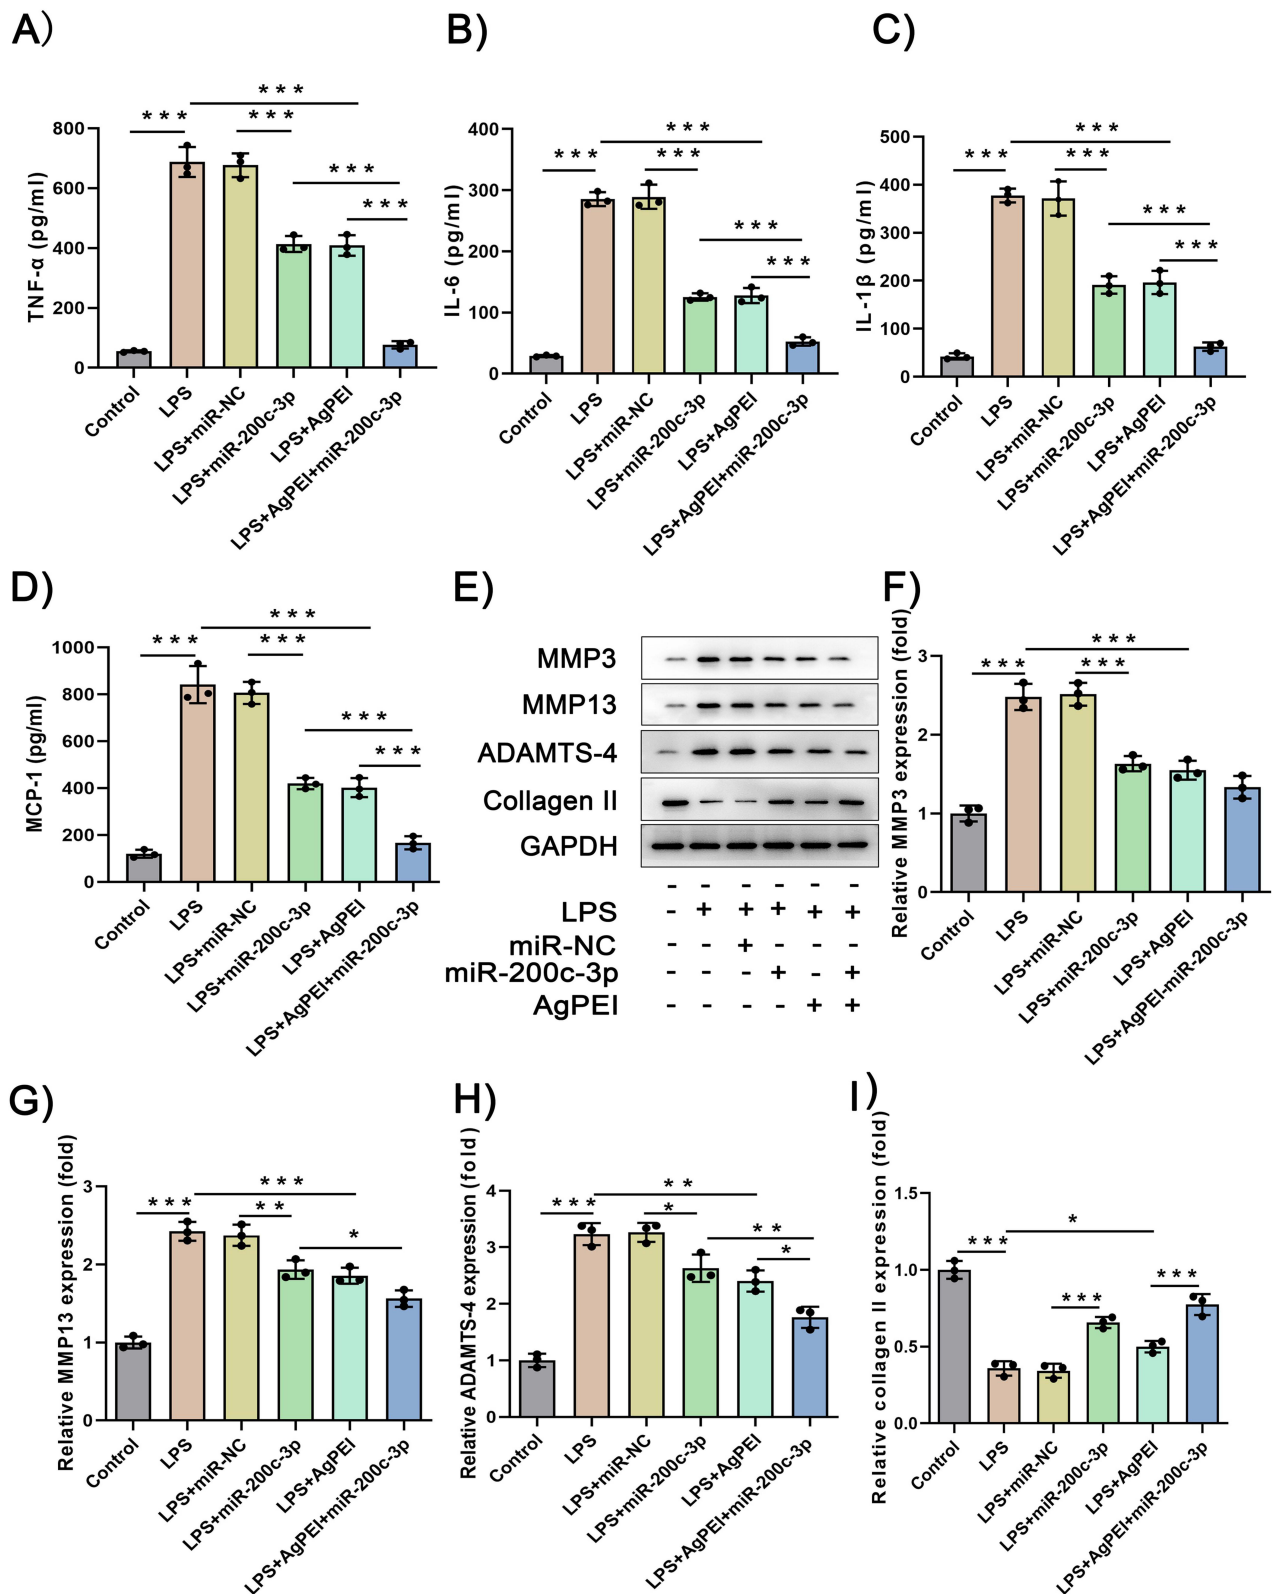 A)
TNF-α (pg/ml)
800
600
400
200
0
***
***
***
***
***
Control
LPS
LPS+miR-NC
LPS+miR-200c-3p
LPS+AgPEI
LPS+AgPEI+miR-200c-3p
B)
IL-6 (pg/ml)
400
300
200
100
0
***
***
***
***
***
Control
LPS
LPS+miR-NC
LPS+miR-200c-3p
LPS+AgPEI
LPS+AgPEI+miR-200c-3p
C)
IL-1β (pg/ml)
500
400
300
200
100
0
***
***
***
***
***
Control
LPS
LPS+miR-NC
LPS+miR-200c-3p
LPS+AgPEI
LPS+AgPEI+miR-200c-3p
D)
MCP-1 (pg/ml)
1000
800
600
400
200
0
***
***
***
***
***
Control
LPS
LPS+miR-NC
LPS+miR-200c-3p
LPS+AgPEI
LPS+AgPEI+miR-200c-3p
E)
MMP3
MMP13
ADAMTS-4
Collagen II
GAPDH
- - - - - -
LPS - + + + + +
miR-NC - - + - - -
miR-200c-3p - - - + - +
AgPEI - - - - + +
F)
Relative MMP3 expression (fold)
3
2
1
0
***
***
***
Control
LPS
LPS+miR-NC
LPS+miR-200c-3p
LPS+AgPEI
LPS+AgPEI-miR-200c-3p
G)
Relative MMP13 expression (fold)
3
2
1
0
***
***
**
*
Control
LPS
LPS+miR-NC
LPS+miR-200c-3p
LPS+AgPEI
LPS+AgPEI+miR-200c-3p
H)
Relative ADAMTS-4 expression (fold)
4
3
2
1
0
**
***
*
**
*
Control
LPS
LPS+miR-NC
LPS+miR-200c-3p
LPS+AgPEI
LPS+AgPEI+miR-200c-3p
I)
Relative collagen II expression (fold)
1.5
1.0
0.5
0.0
*
***
***
***
Control
LPS
LPS+miR-NC
LPS+miR-200c-3p
LPS+AgPEI
LPS+AgPEI+miR-200c-3p